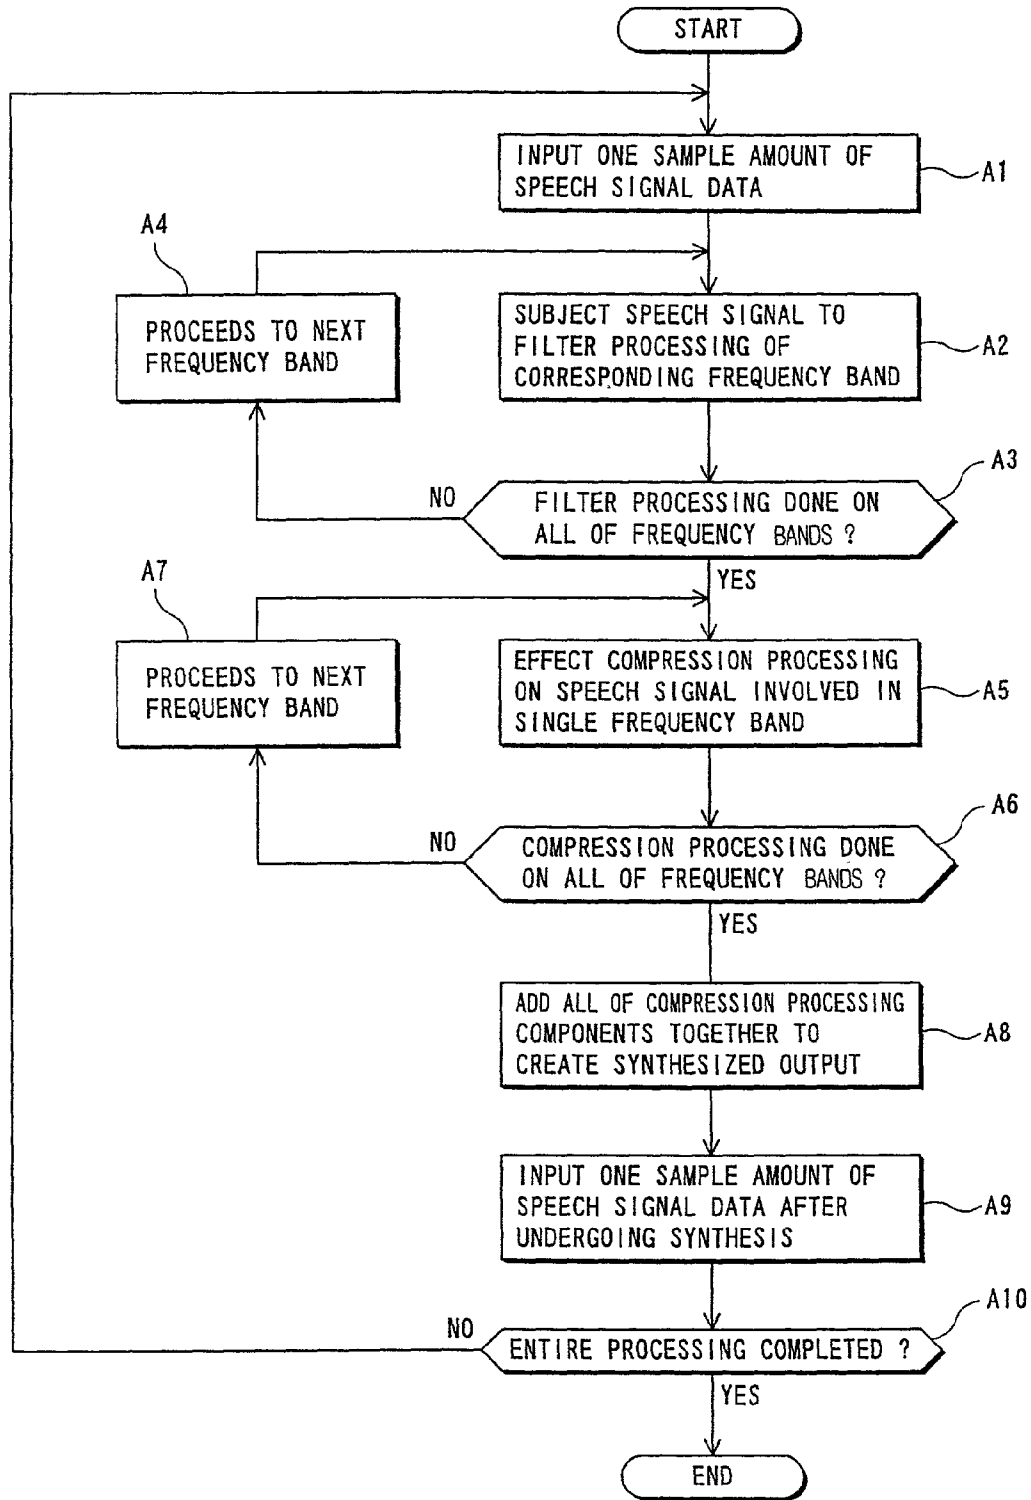 START
INPUT ONE SAMPLE AMOUNT OF
SPEECH SIGNAL DATA
A1
A4
PROCEEDS TO NEXT
FREQUENCY BAND
SUBJECT SPEECH SIGNAL TO
FILTER PROCESSING OF
CORRESPONDING FREQUENCY BAND
A2
A3
NO
FILTER PROCESSING DONE ON
ALL OF FREQUENCY BANDS ?
YES
A7
PROCEEDS TO NEXT
FREQUENCY BAND
EFFECT COMPRESSION PROCESSING
ON SPEECH SIGNAL INVOLVED IN
SINGLE FREQUENCY BAND
A5
A6
NO
COMPRESSION PROCESSING DONE
ON ALL OF FREQUENCY BANDS ?
YES
ADD ALL OF COMPRESSION PROCESSING
COMPONENTS TOGETHER TO
CREATE SYNTHESIZED OUTPUT
A8
INPUT ONE SAMPLE AMOUNT OF
SPEECH SIGNAL DATA AFTER
UNDERGOING SYNTHESIS
A9
A10
NO
ENTIRE PROCESSING COMPLETED ?
YES
END